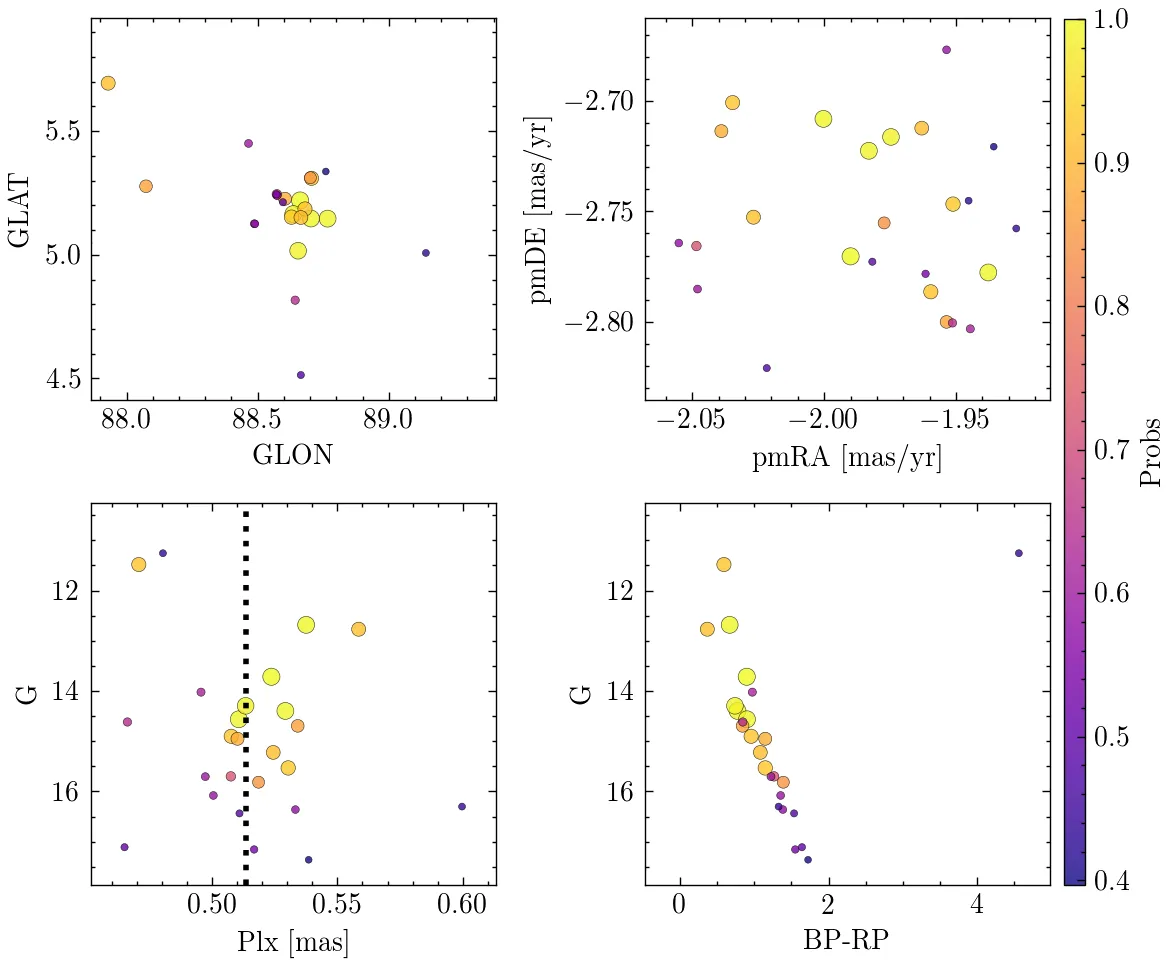 5.5
5.0
4.5
GLAT
88.0 88.5 89.0
GLON
−2.70
−2.75
−2.80
pmDE [mas/yr]
−2.05 −2.00 −1.95
pmRA [mas/yr]
12
14
16
G
0.50 0.55 0.60
Plx [mas]
12
14
16
G
0 2 4
BP-RP
1.0
0.9
0.8
0.7
0.6
0.5
0.4
Probs